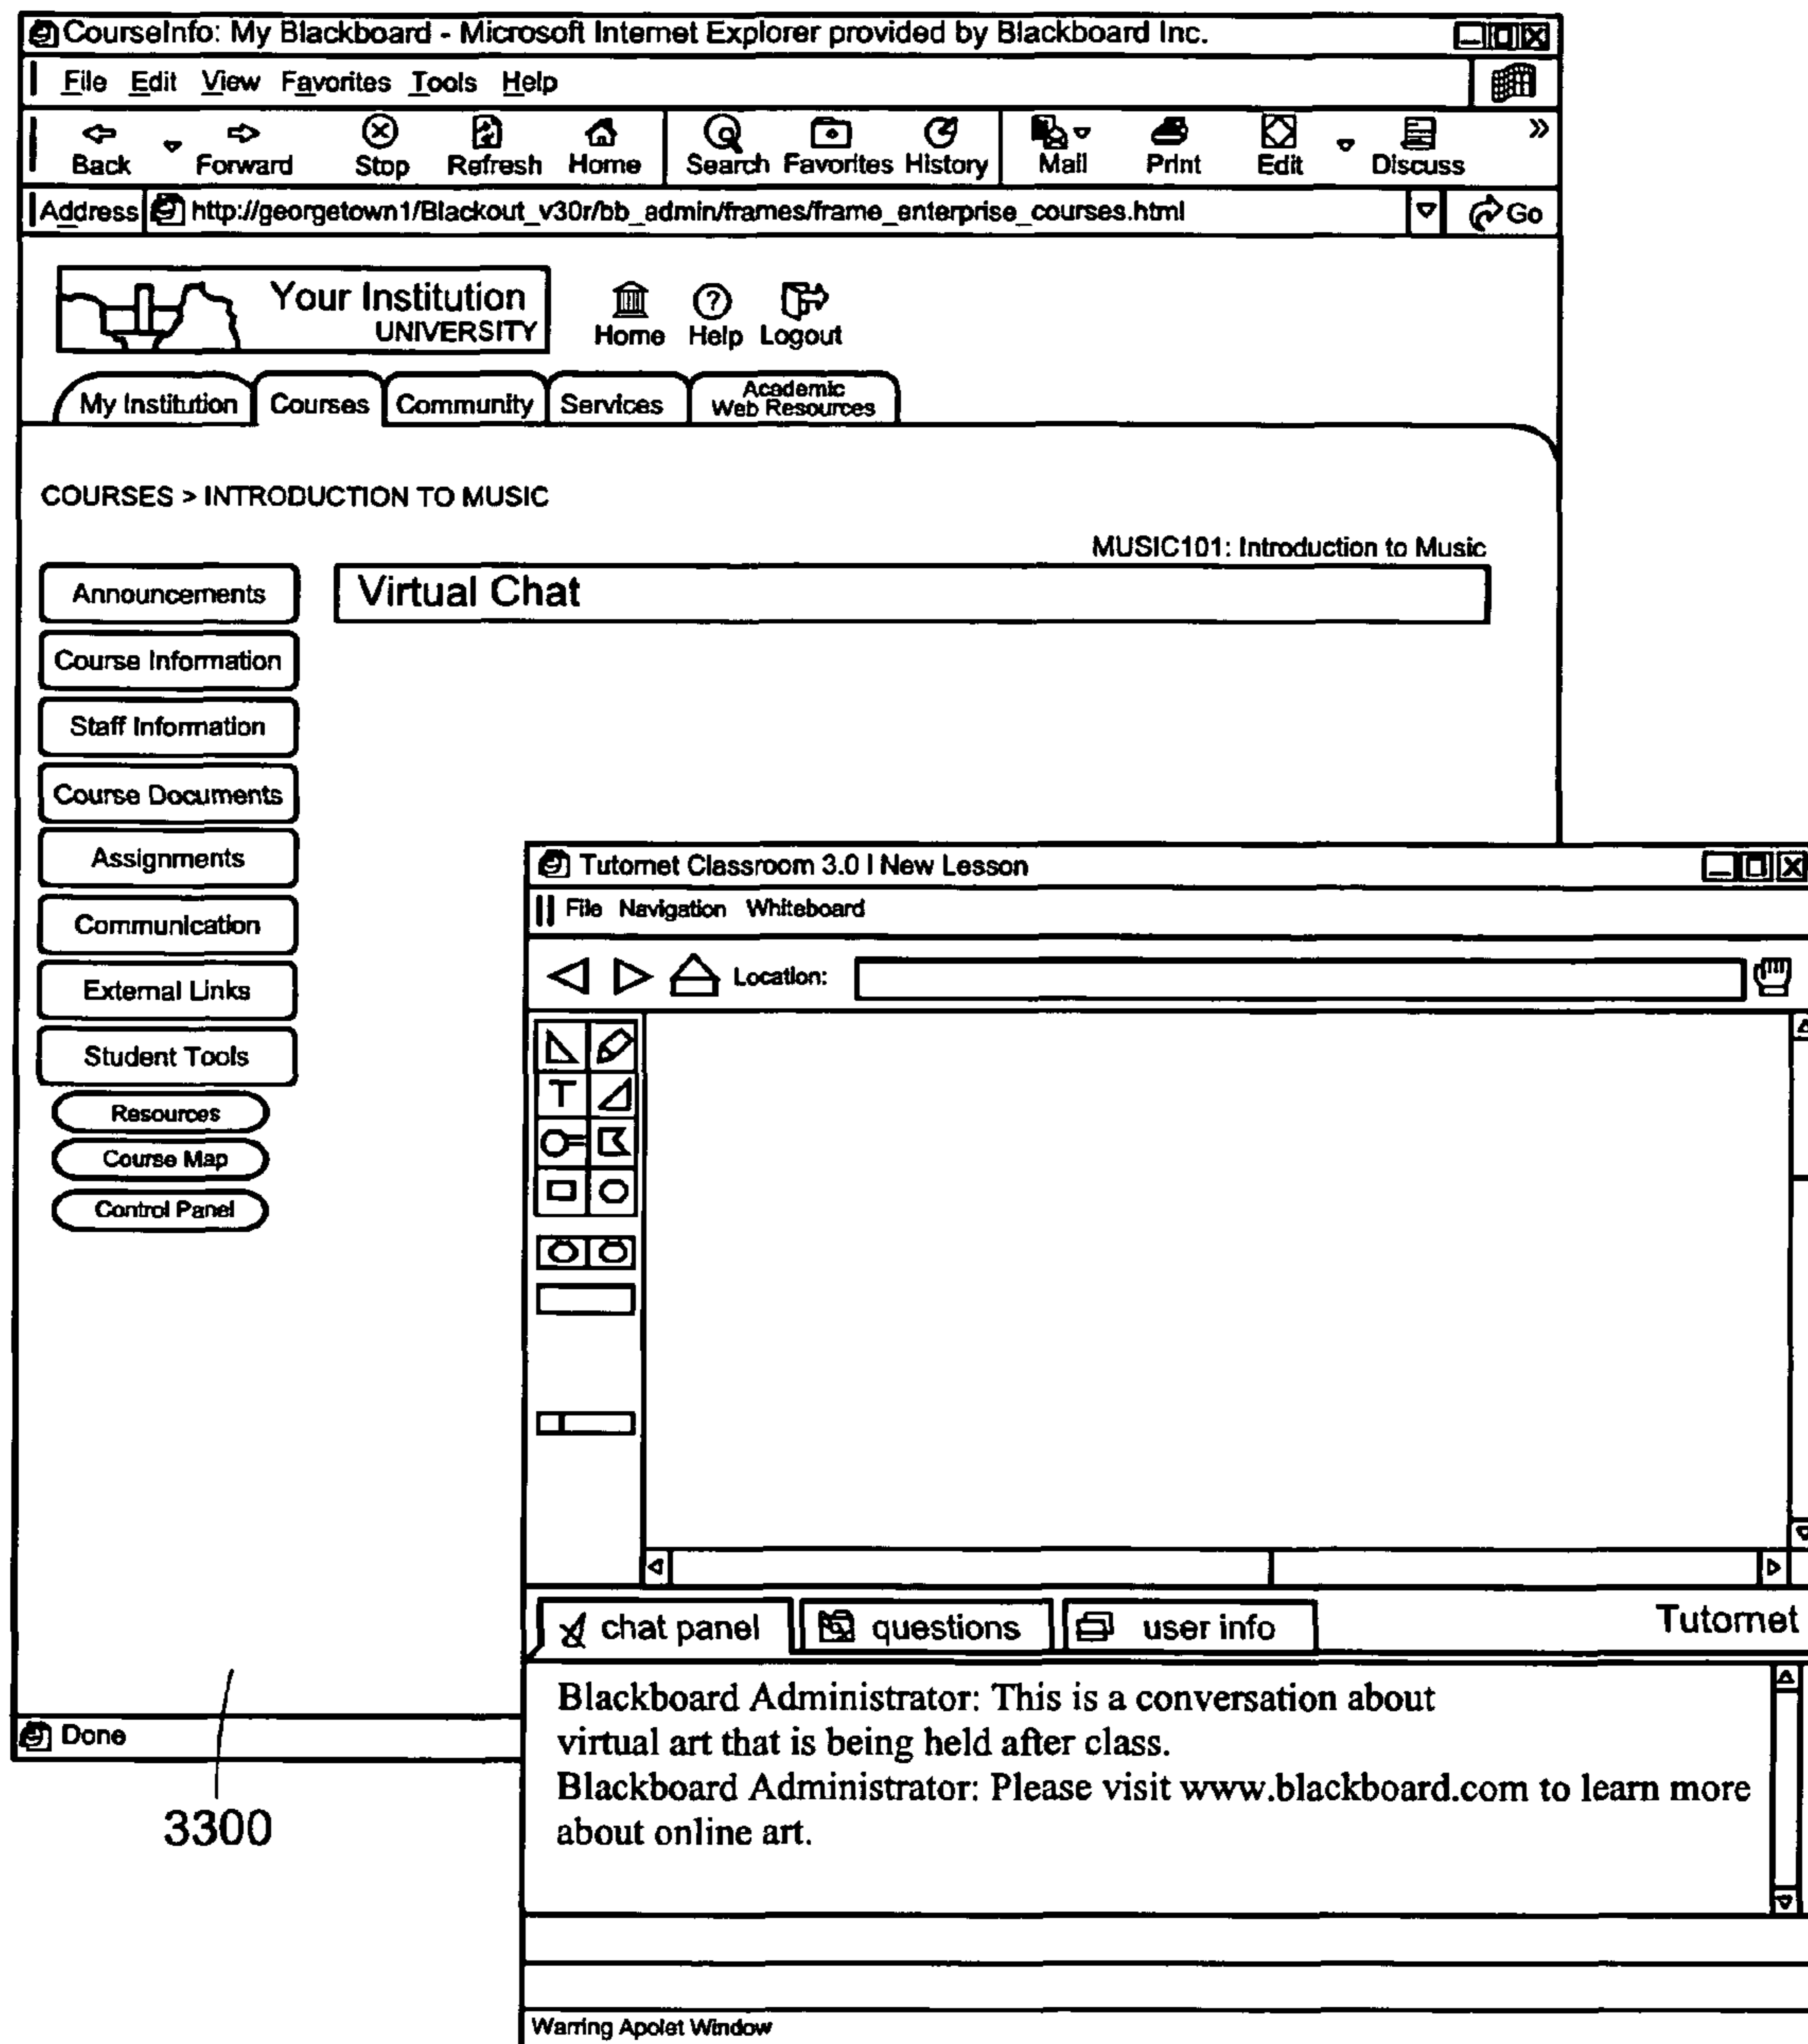 CourseInfo: My Blackboard - Microsoft Internet Explorer provided by Blackboard Inc.
File Edit View Favorites Tools Help
Back Forward Stop Refresh Home Search Favorites History Mail Print Edit Discuss »
Address http://georgetown1/Blackout_v30r/bb_admin/frames/frame_enterprise_courses.html Go
Your Institution
UNIVERSITY
Home Help Logout
My Institution Courses Community Services Academic
Web Resources
COURSES > INTRODUCTION TO MUSIC
MUSIC101: Introduction to Music
Virtual Chat
Announcements
Course Information
Staff Information
Course Documents
Assignments
Communication
External Links
Student Tools
Resources
Course Map
Control Panel
Done
3300
Tutornet Classroom 3.0 | New Lesson
File Navigation Whiteboard
Location:
T
chat panel questions user info Tutornet
Blackboard Administrator: This is a conversation about
virtual art that is being held after class.
Blackboard Administrator: Please visit www.blackboard.com to learn more
about online art.
Warring Apolet Window